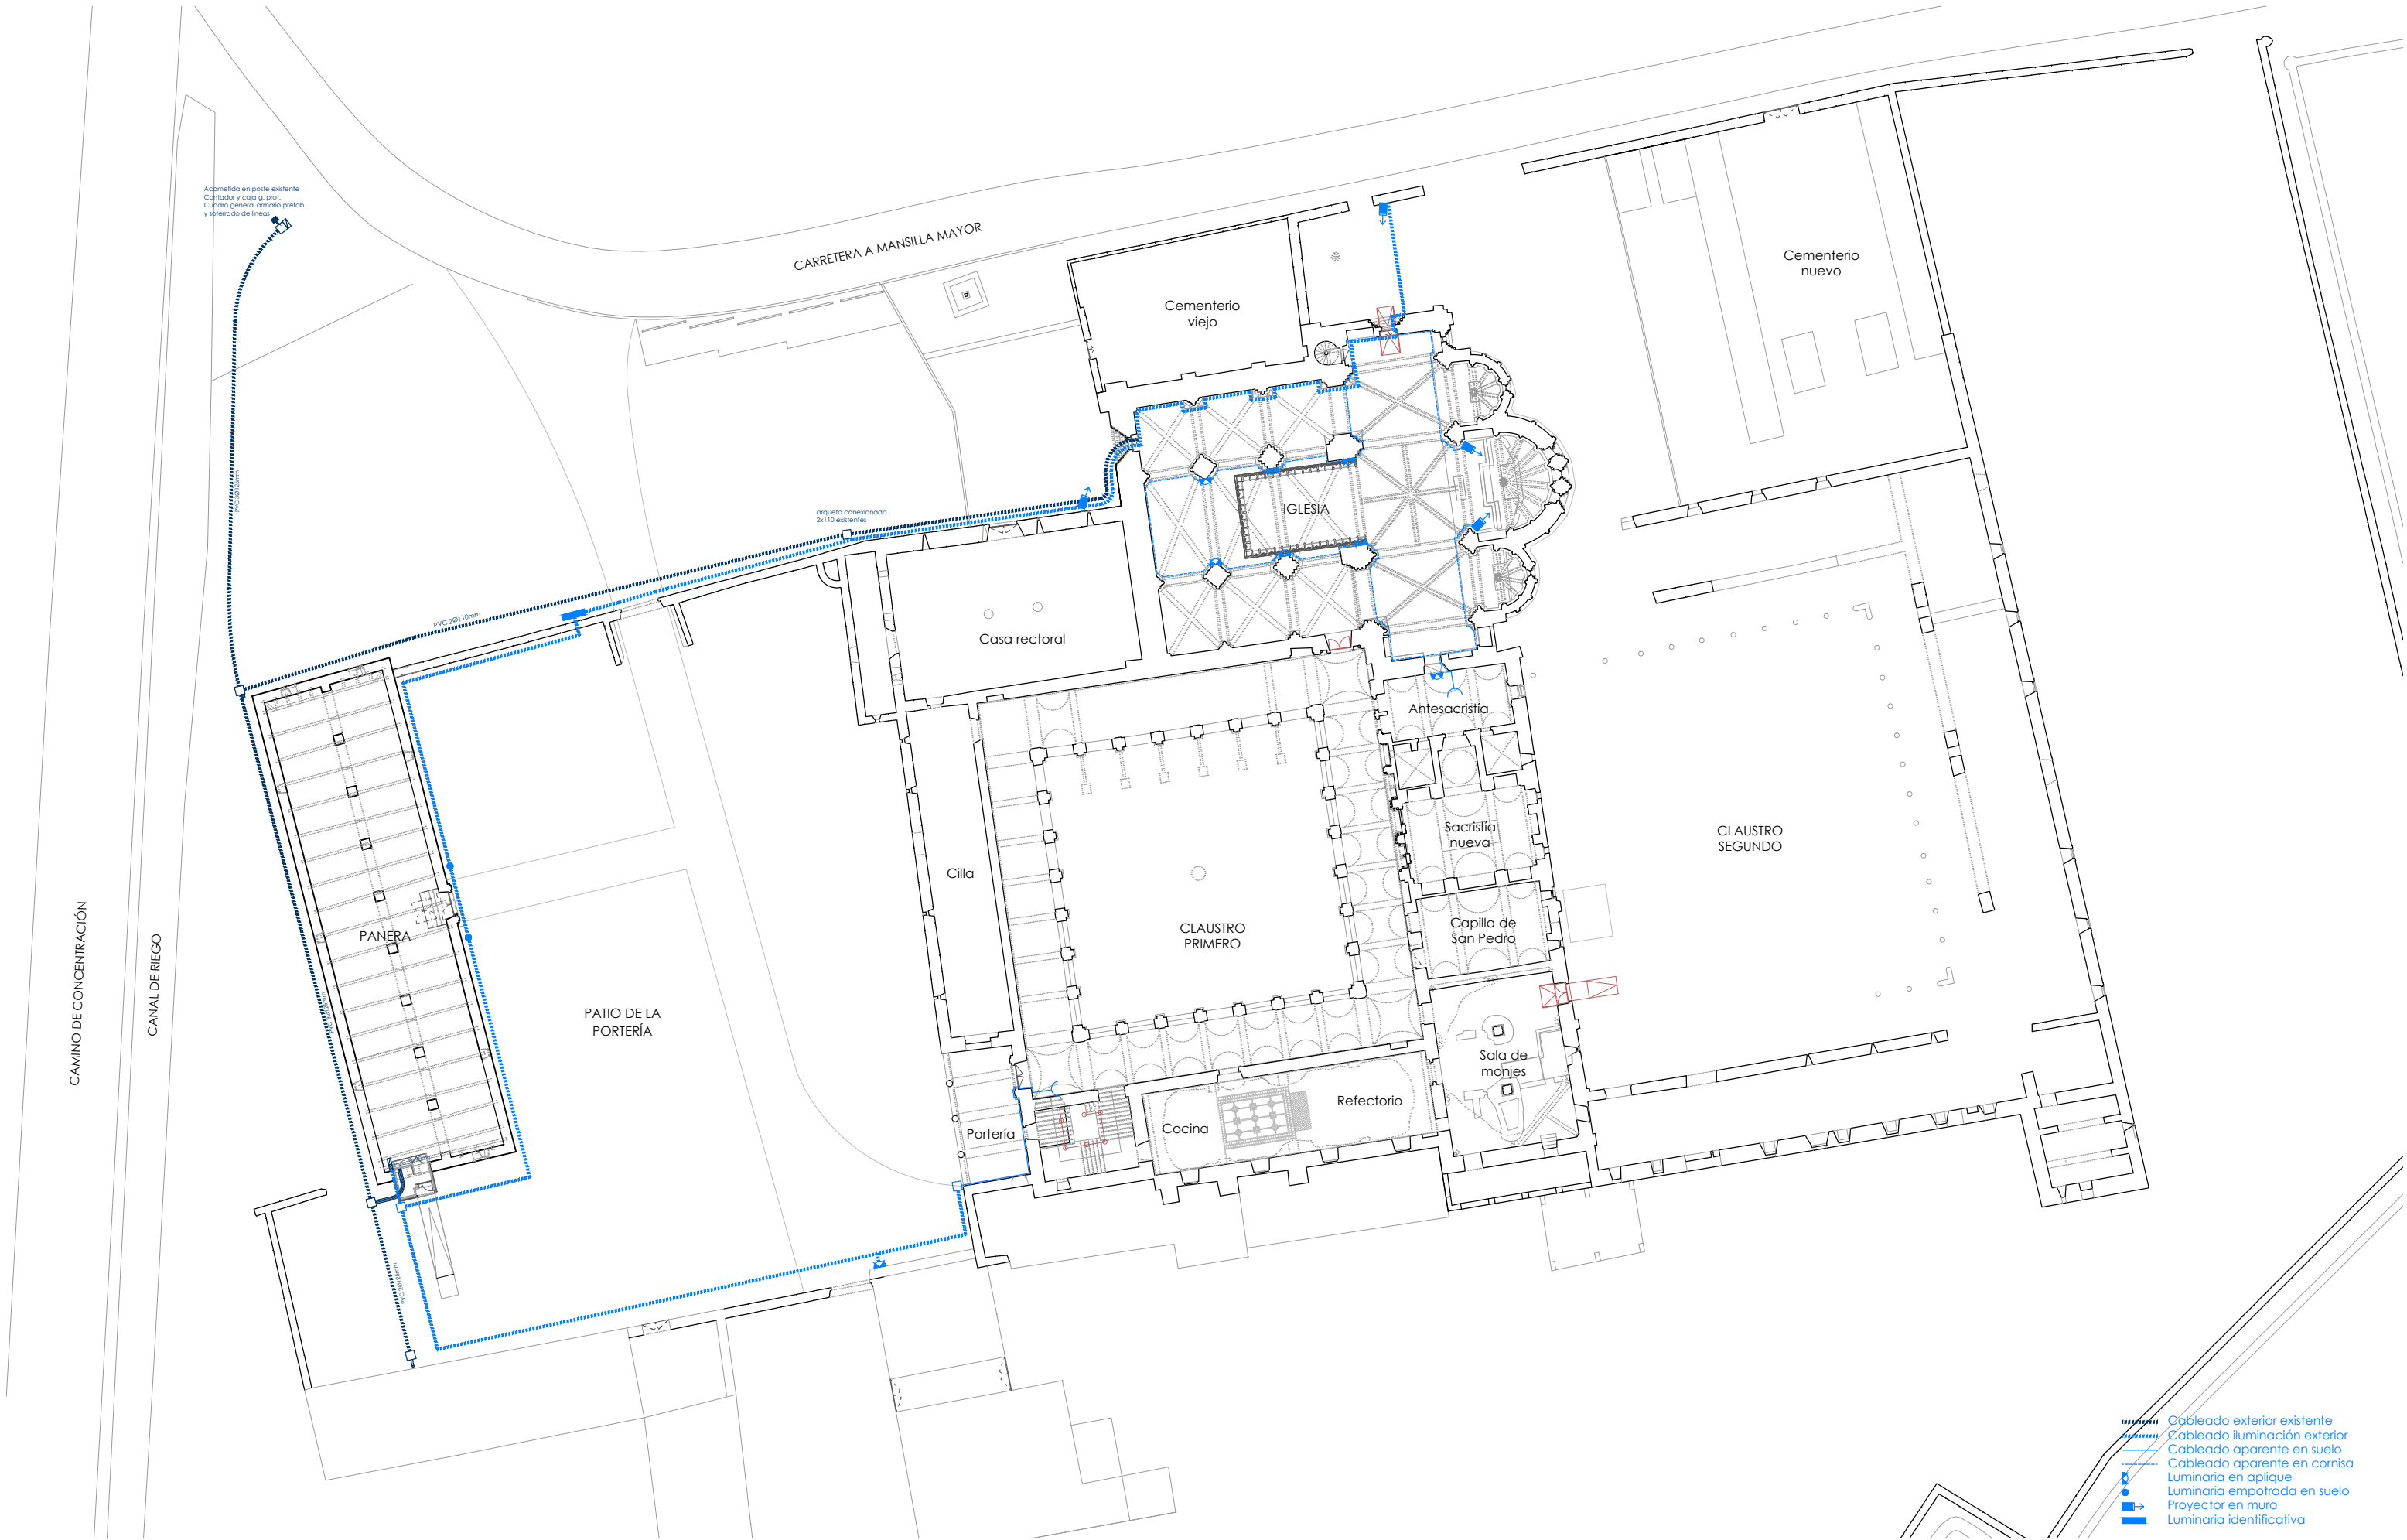 Acometida en poste existente
Contador y caja g. prot.
Cuadro general armario prefab.
y soterrado de líneas
CARRETERA A MANSILLA MAYOR
Cementerio
viejo
Cementerio
nuevo
PVC 3Ø125mm
arqueta conexionado.
2x110 existentes
IGLESIA
PVC 2Ø110mm
Casa rectoral
Antesacristía
Sacristía
nueva
CLAUSTRO
SEGUNDO
Cilla
CLAUSTRO
PRIMERO
Capilla de
San Pedro
PANERA
CAMINO DE CONCENTRACIÓN
CANAL DE RIEGO
PATIO DE LA
PORTERÍA
Sala de
monjes
Refectorio
Portería
Cocina
PVC 2Ø125mm
Cableado exterior existente
Cableado iluminación exterior
Cableado aparente en suelo
Cableado aparente en cornisa
Luminaria en aplique
Luminaria empotrada en suelo
Proyector en muro
Luminaria identificativa